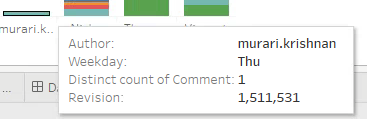 murari.k..
Author: murari.krishnan
Weekday: Thu
Distinct count of Comment: 1
Revision: 1,511,531
...